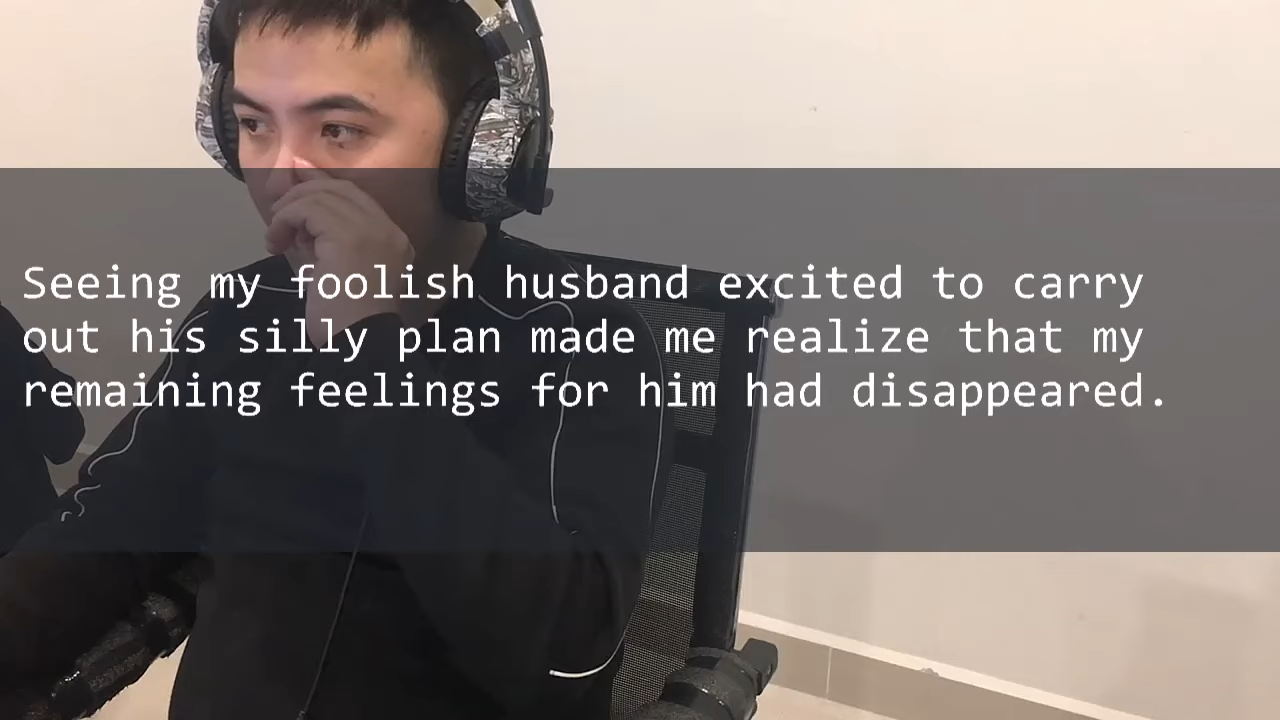 Seeing my foolish husband excited to carry
out his silly plan made me realize that my
remaining feelings for him had disappeared.